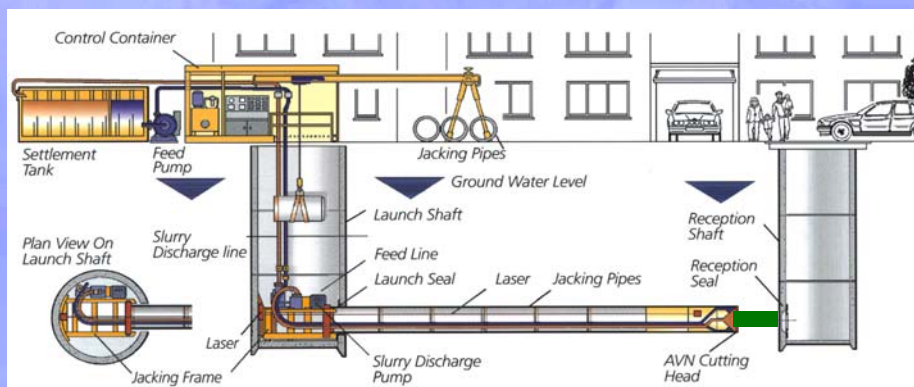 Control Container
Settlement
Tank
Feed
Pump
Jacking Pipes
Ground Water Level
Launch Shaft
Reception
Shaft
Plan View On
Launch Shaft
Slurry
Discharge line
Feed Line
Launch Seal
Laser
Jacking Pipes
Reception
Seal
Laser
Jacking Frame
Slurry Discharge
Pump
AVN Cutting
Head